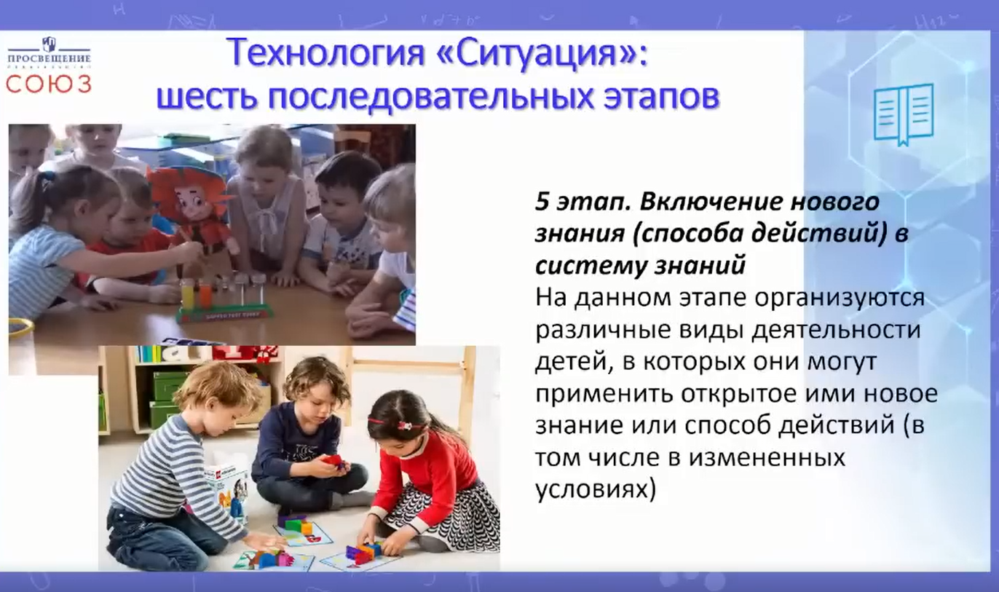 ПРОСВЕЩЕНИЕ
СОЮЗ
Технология «Ситуация»:
шесть последовательных этапов
5 этап. Включение нового
знания (способа действий) в
систему знаний
На данном этапе организуются
различные виды деятельности
детей, в которых они могут
применить открытое ими новое
знание или способ действий (в
том числе в измененных
условиях)